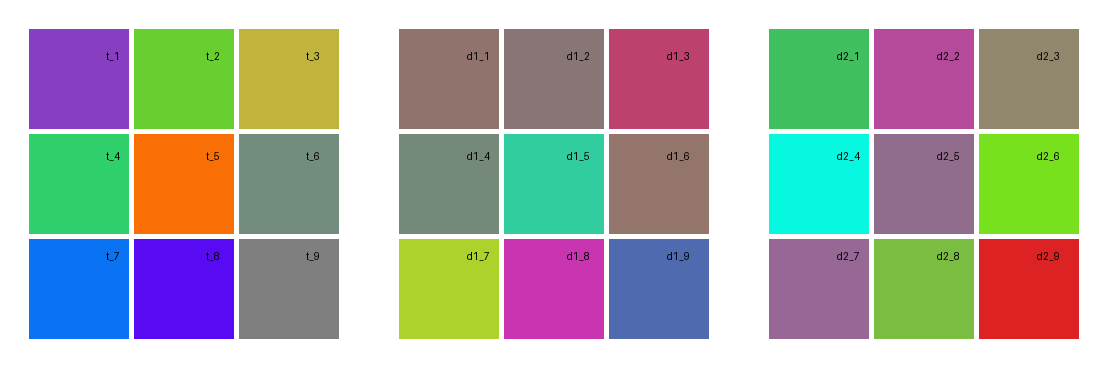 t_1 t_2 t_3 d1_1 d1_2 d1_3 d2_1 d2_2 d2_3
t_4 t_5 t_6 d1_4 d1_5 d1_6 d2_4 d2_5 d2_6
t_7 t_8 t_9 d1_7 d1_8 d1_9 d2_7 d2_8 d2_9